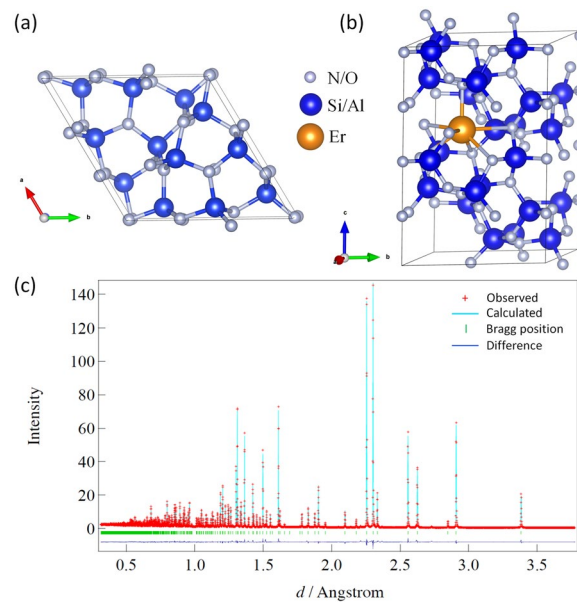 (a)
(b)
N/O
Si/Al
Er
a
b
c
b
(c)
140
120
100
80
60
40
20
0
Intensity
Observed
Calculated
Bragg position
Difference
0.5
1.0
1.5
2.0
2.5
3.0
3.5
d / Angstrom